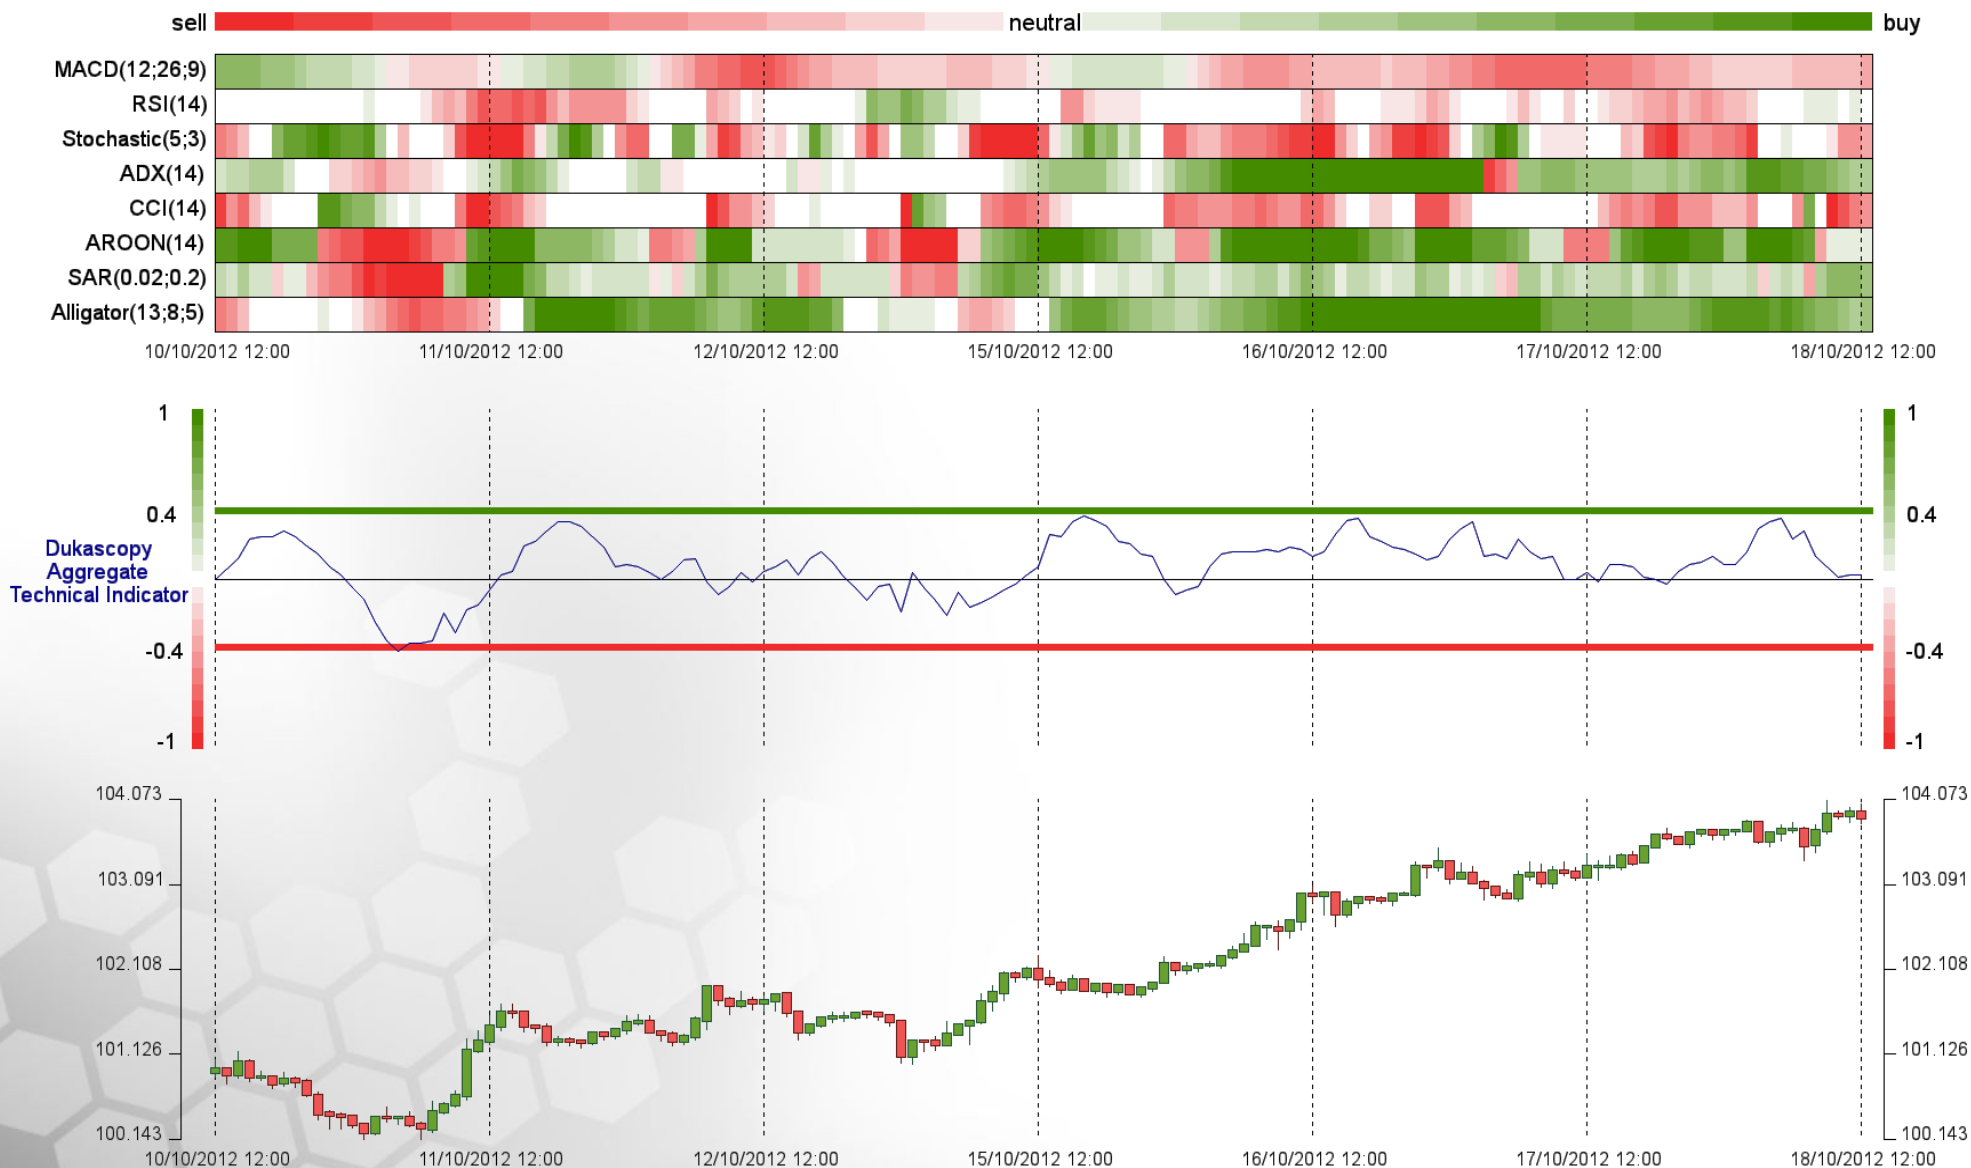 sell neutral buy
MACD(12;26;9)
RSI(14)
Stochastic(5;3)
ADX(14)
CCI(14)
AROON(14)
SAR(0.02;0.2)
Alligator(13;8;5)
10/10/2012 12:00 11/10/2012 12:00 12/10/2012 12:00 15/10/2012 12:00 16/10/2012 12:00 17/10/2012 12:00 18/10/2012 12:00
1 1
0.4 0.4
Dukascopy
Aggregate
Technical Indicator
-0.4 -0.4
-1 -1
104.073 104.073
103.091 103.091
102.108 102.108
101.126 101.126
100.143 100.143
10/10/2012 12:00 11/10/2012 12:00 12/10/2012 12:00 15/10/2012 12:00 16/10/2012 12:00 17/10/2012 12:00 18/10/2012 12:00